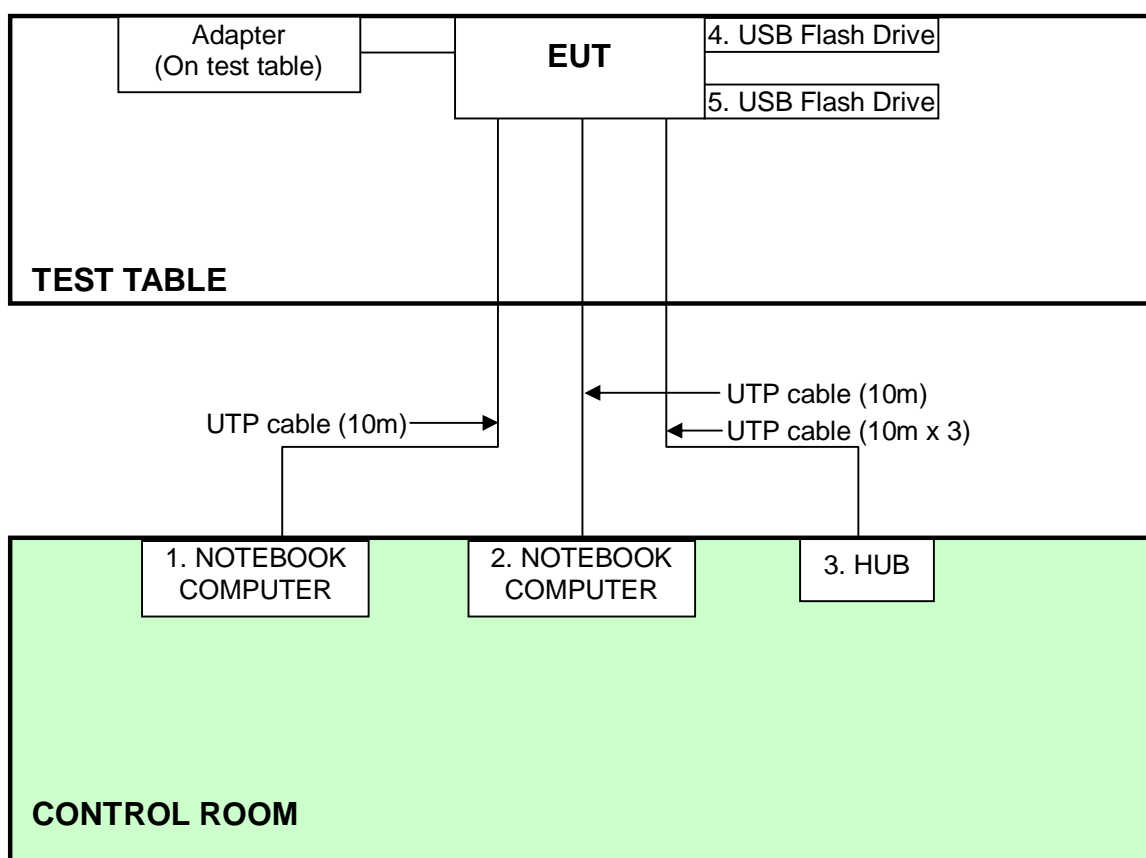 Adapter
(On test table)
EUT
4. USB Flash Drive
5. USB Flash Drive
TEST TABLE
UTP cable (10m)
UTP cable (10m)
UTP cable (10m x 3)
1. NOTEBOOK
COMPUTER
2. NOTEBOOK
COMPUTER
3. HUB
CONTROL ROOM